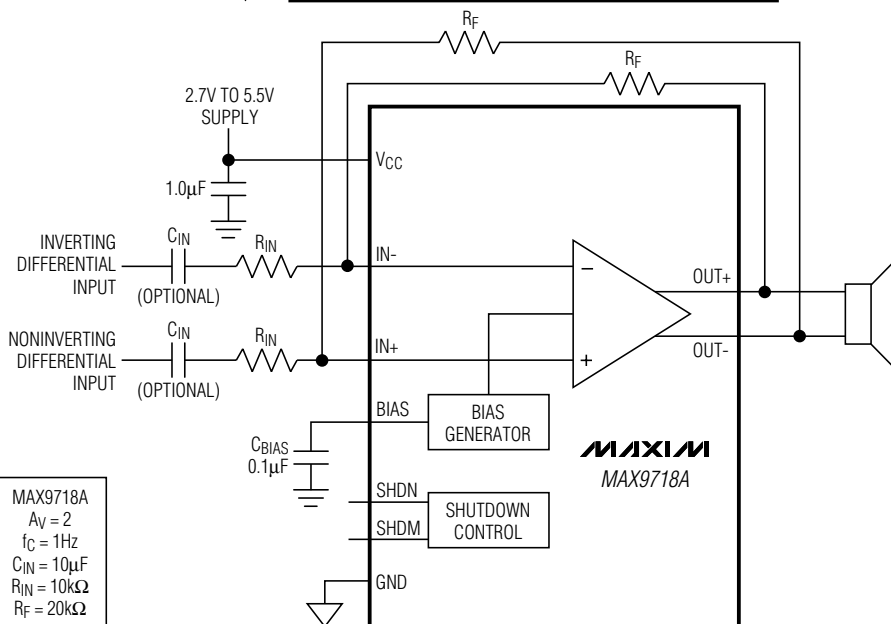 RF
RF
2.7V TO 5.5V
SUPPLY
VCC
1.0µF
INVERTING
DIFFERENTIAL
INPUT
CIN
(OPTIONAL)
RIN
IN-
OUT+
NONINVERTING
DIFFERENTIAL
INPUT
CIN
(OPTIONAL)
RIN
IN+
OUT-
−
+
BIAS
BIAS
GENERATOR
CBIAS
0.1µF
MAXIM
MAX9718A
SHDN
SHDM
SHUTDOWN
CONTROL
GND
MAX9718A
AV = 2
fC = 1Hz
CIN = 10µF
RIN = 10kΩ
RF = 20kΩ